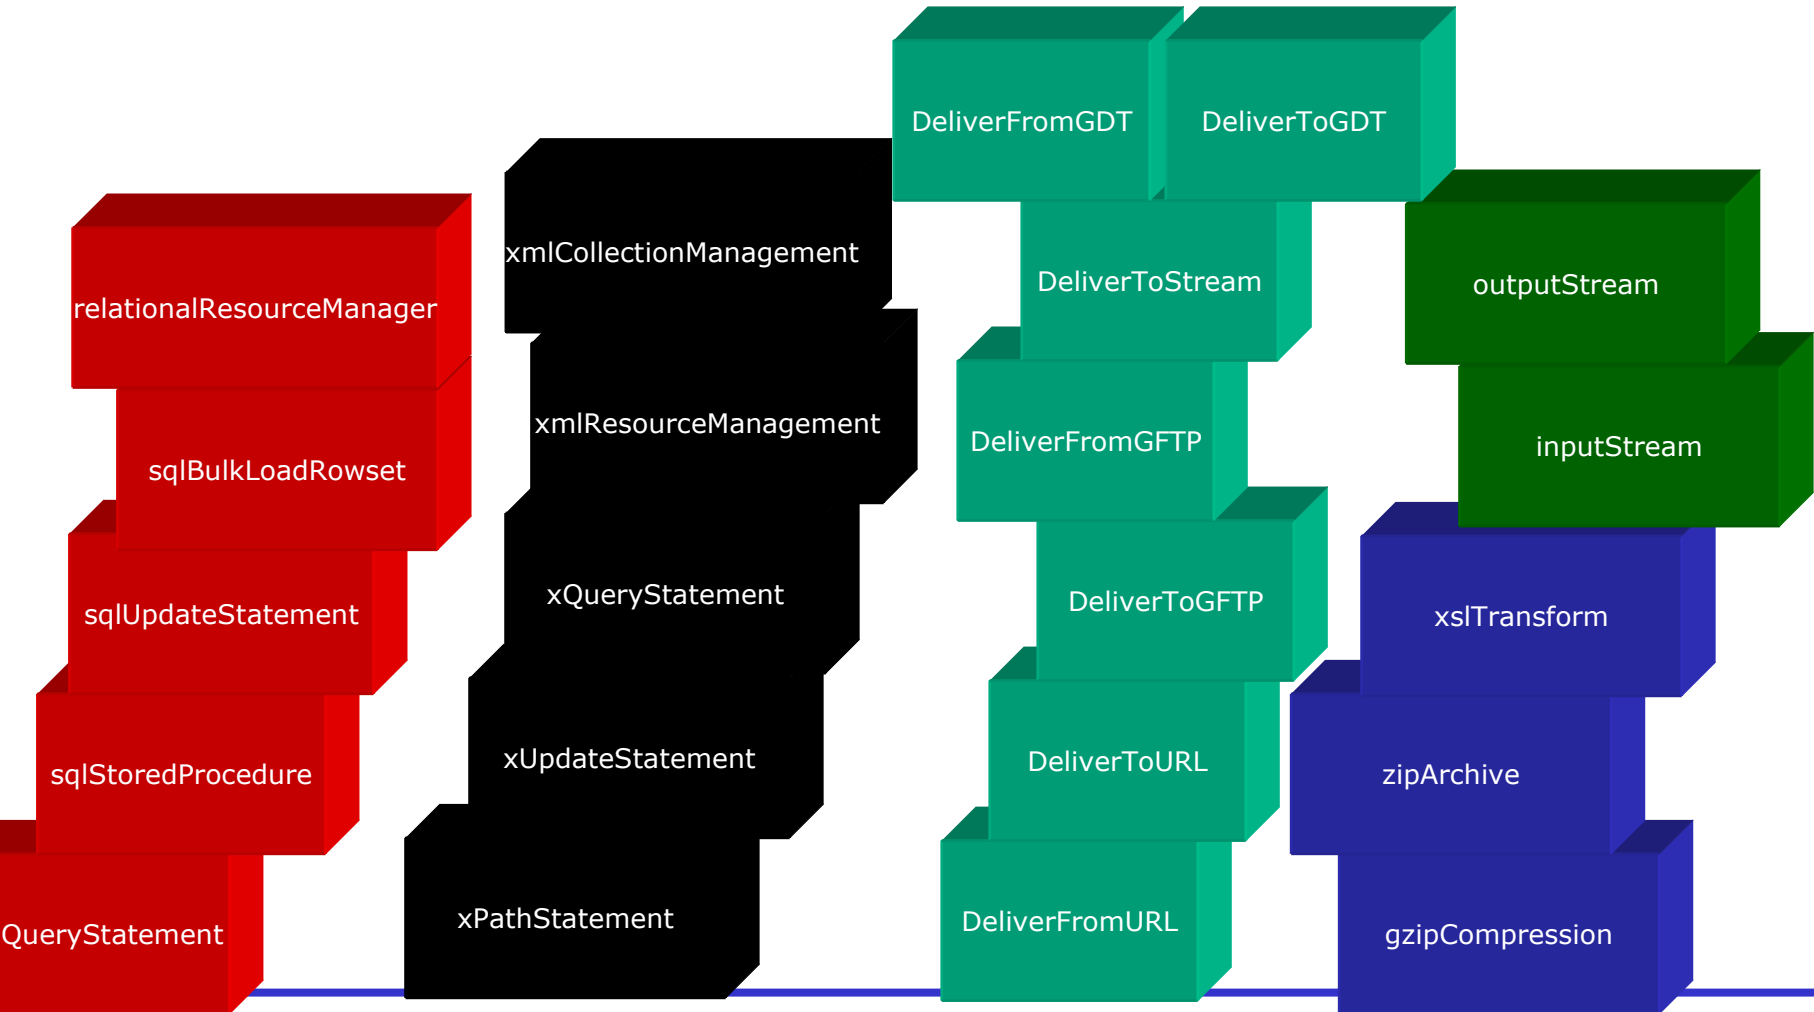 DeliverFromGDT
DeliverToGDT
xmlCollectionManagement
relationalResourceManager
DeliverToStream
outputStream
xmlResourceManagement
sqlBulkLoadRowset
DeliverFromGFTP
inputStream
xQueryStatement
sqlUpdateStatement
DeliverToGFTP
xslTransform
xUpdateStatement
sqlStoredProcedure
DeliverToURL
zipArchive
xPathStatement
QueryStatement
DeliverFromURL
gzipCompression